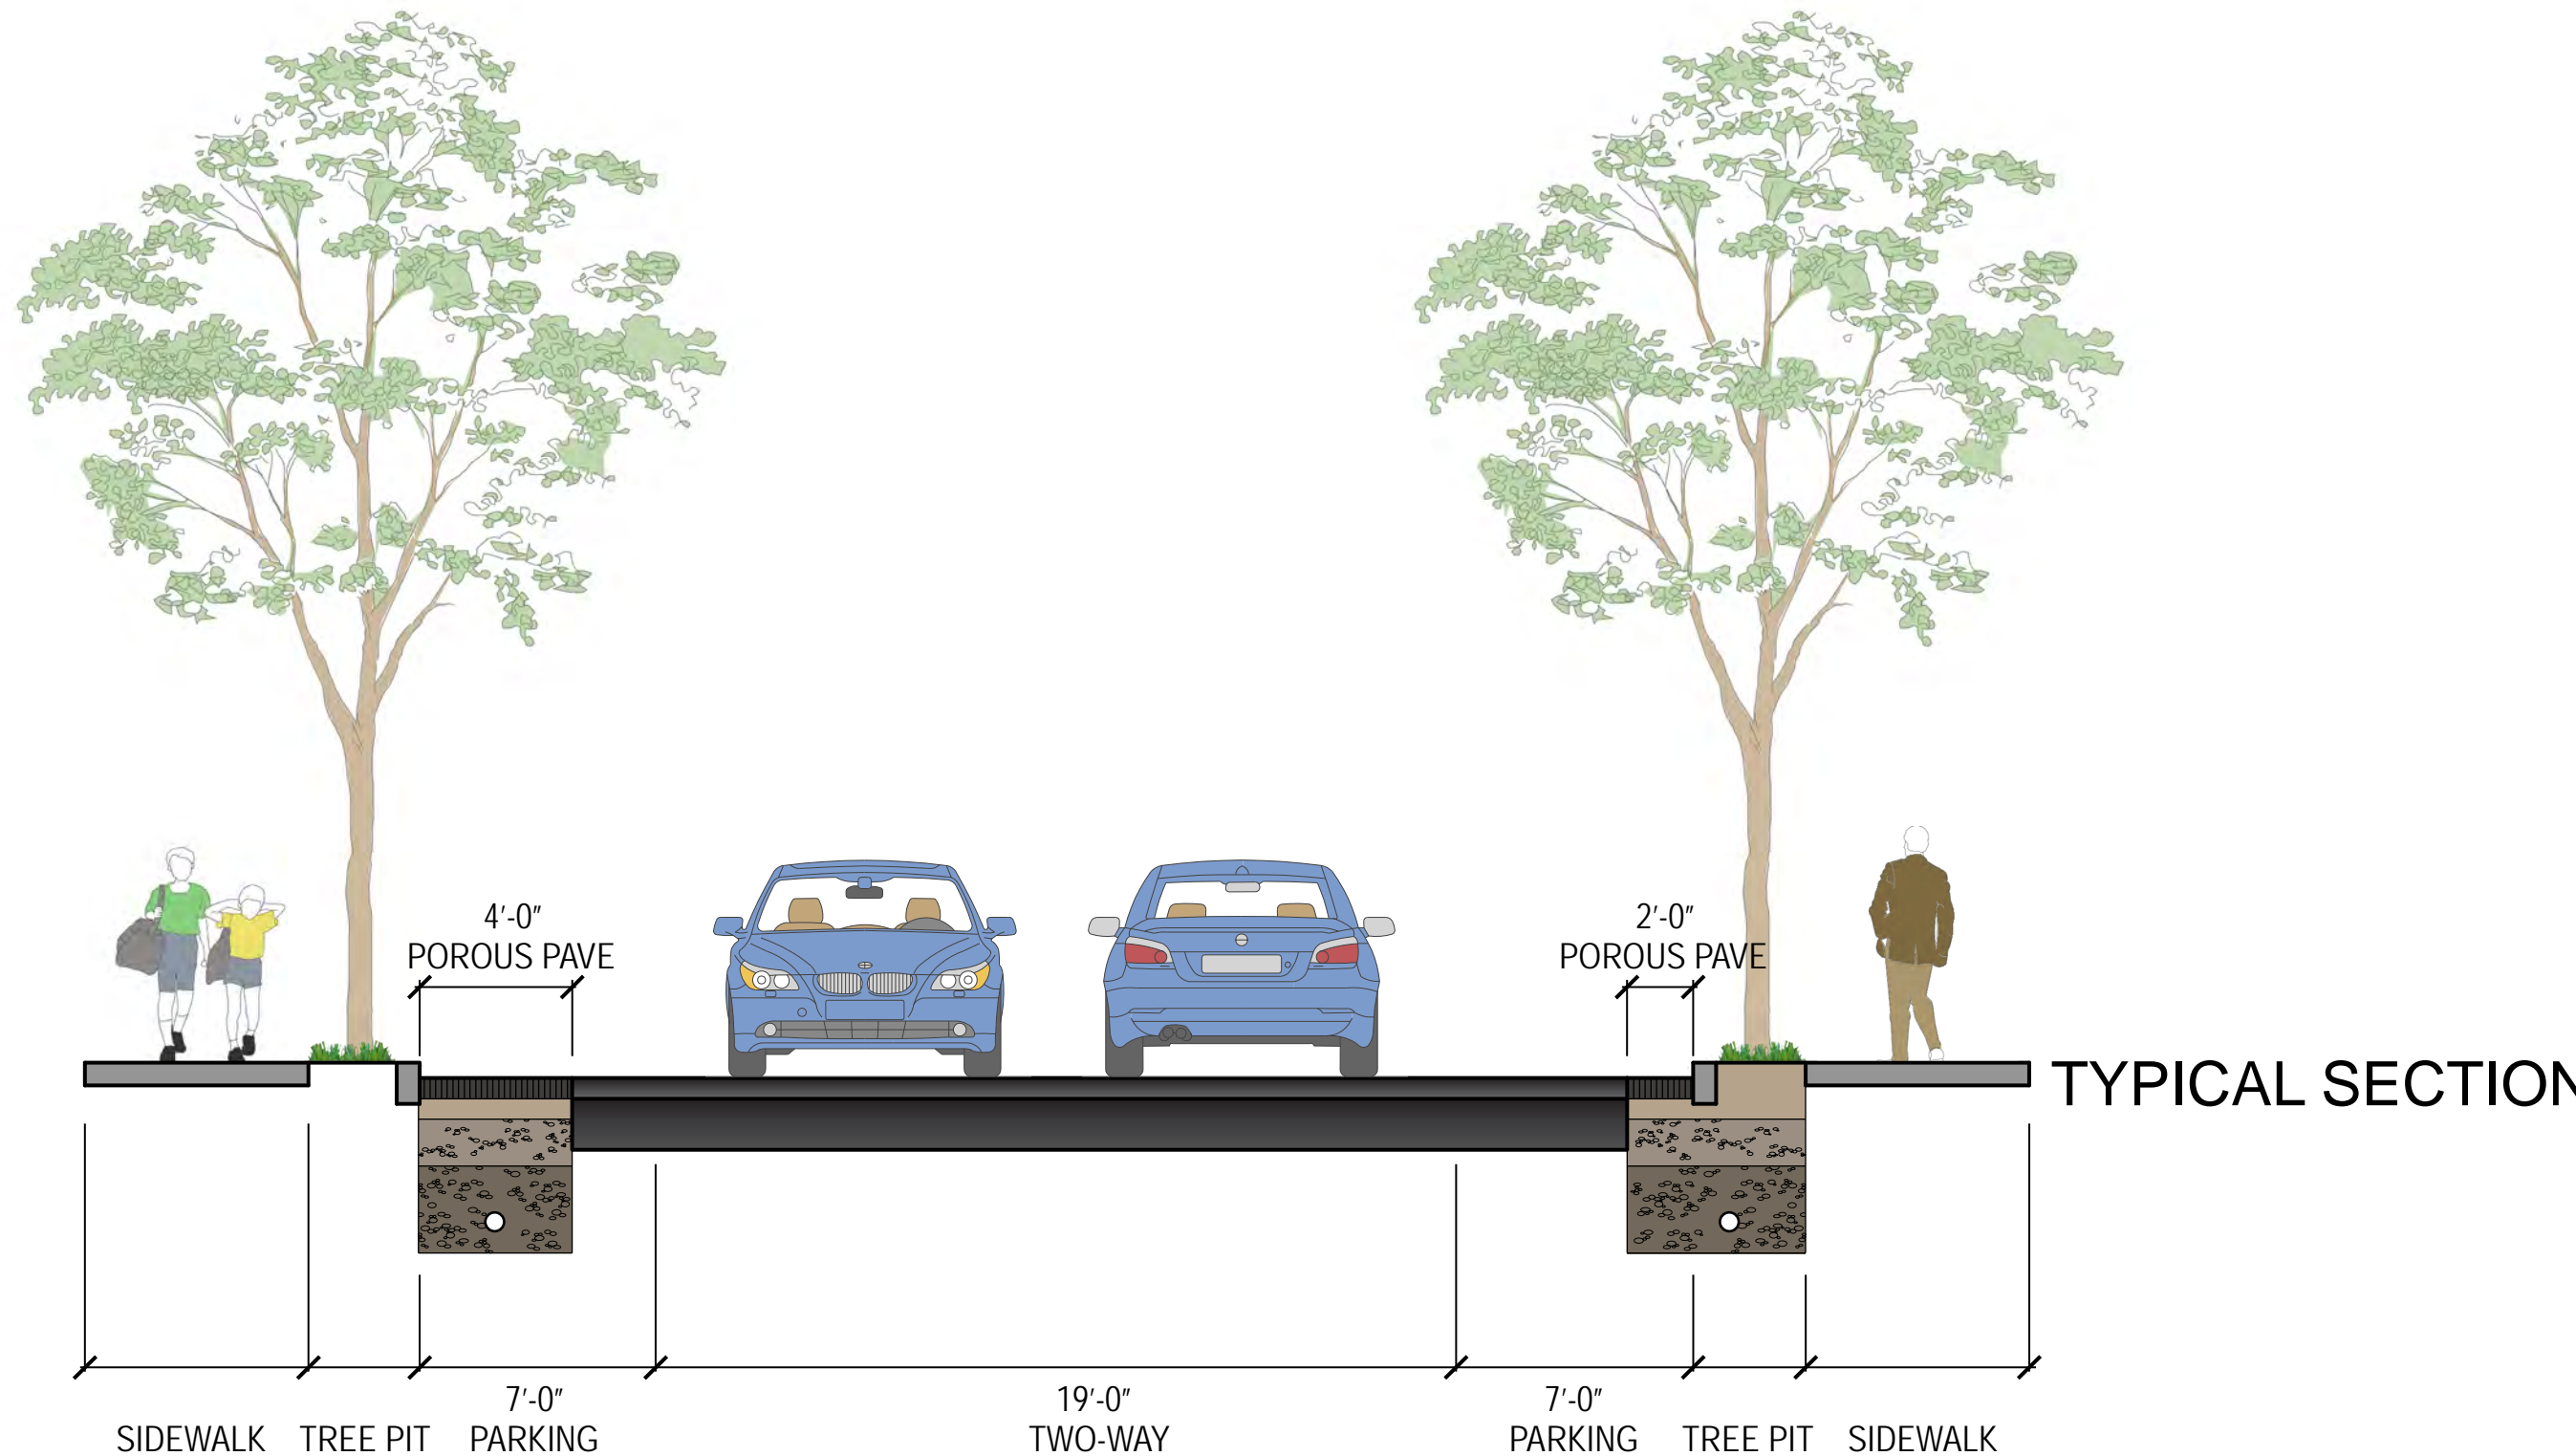 4'-0"
POROUS PAVE
2'-0"
POROUS PAVE
TYPICAL SECTION
7'-0"
19'-0"
7'-0"
SIDEWALK TREE PIT PARKING TWO-WAY PARKING TREE PIT SIDEWALK